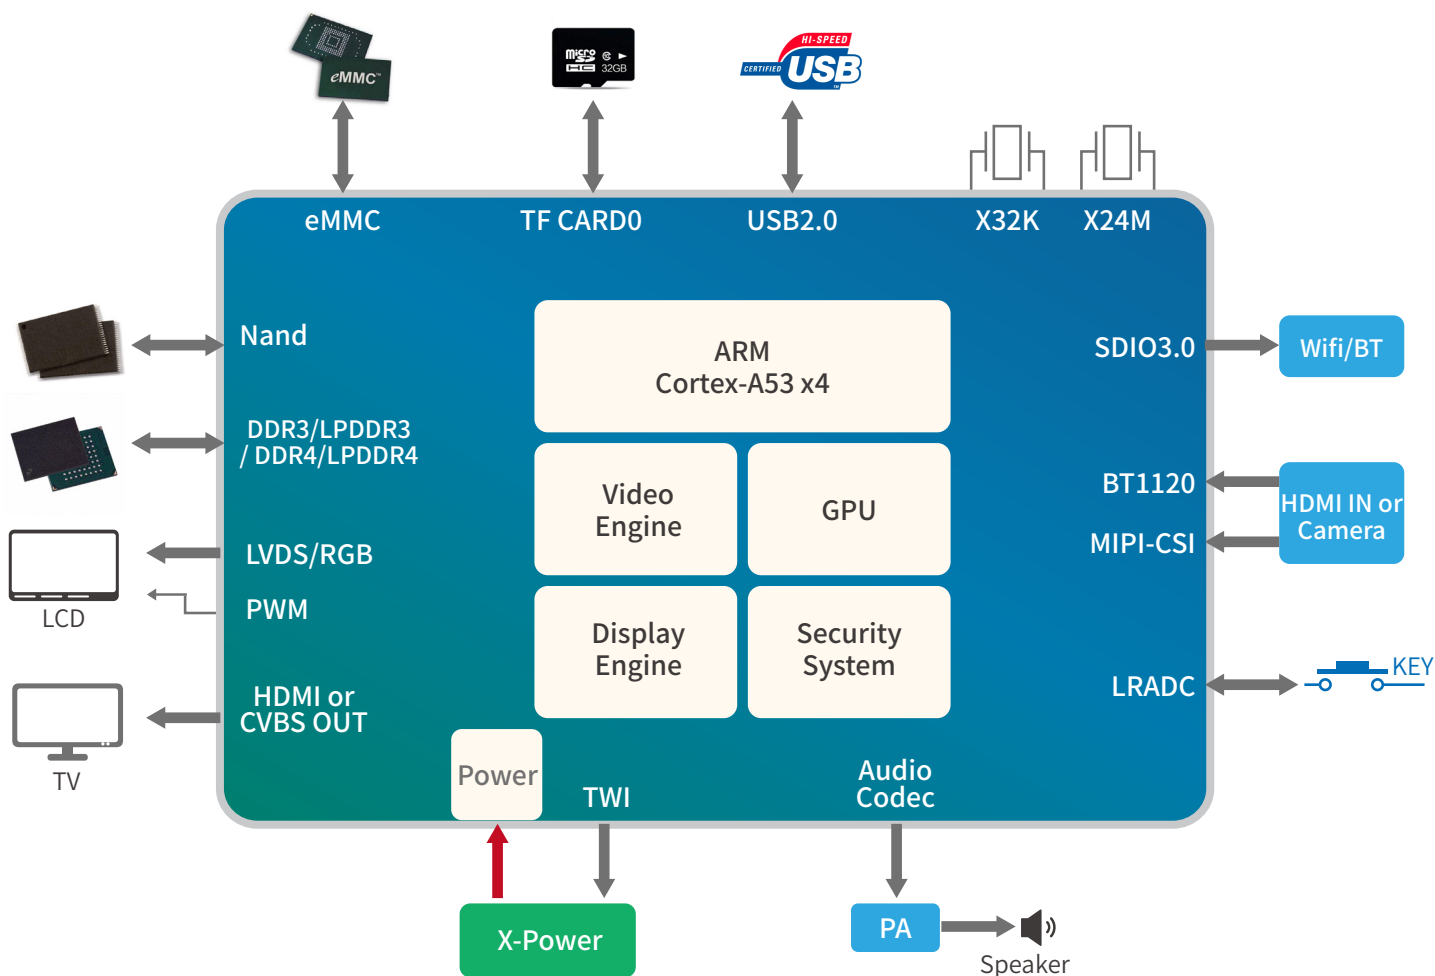 eMMC™
micro
SD
HC
32GB
HI-SPEED
CERTIFIED
USB
eMMC
TF CARD0
USB2.0
X32K
X24M
Nand
ARM
Cortex-A53 x4
SDIO3.0
Wifi/BT
DDR3/LPDDR3
/ DDR4/LPDDR4
Video
Engine
GPU
BT1120
HDMI IN or
Camera
MIPI-CSI
LVDS/RGB
LCD
PWM
Display
Engine
Security
System
LRADC
KEY
HDMI or
CVBS OUT
TV
Power
TWI
Audio
Codec
X-Power
PA
Speaker